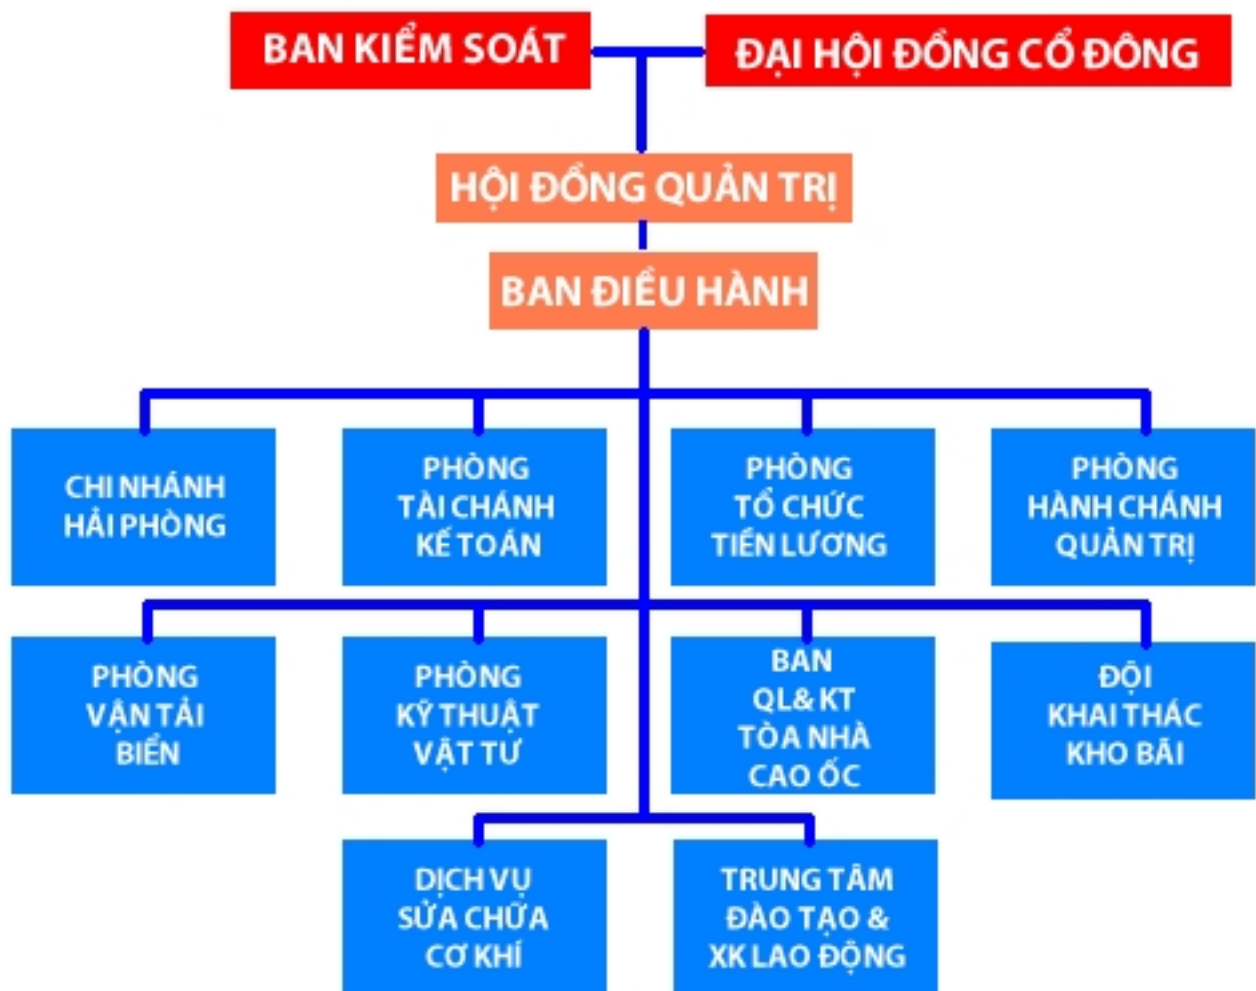 BAN KIỂM SOÁT
ĐẠI HỘI ĐỒNG CỔ ĐÔNG
HỘI ĐỒNG QUẢN TRỊ
BAN ĐIỀU HÀNH
CHI NHÁNH
HẢI PHÒNG
PHÒNG
TÀI CHÁNH
KẾ TOÁN
PHÒNG
TỔ CHỨC
TIỀN LƯƠNG
PHÒNG
HÀNH CHÁNH
QUẢN TRỊ
PHÒNG
VẬN TẢI
BIỂN
PHÒNG
KỸ THUẬT
VẬT TƯ
BAN
QL& KT
TÒA NHÀ
CAO ỐC
ĐỘI
KHAI THÁC
KHO BÃI
DỊCH VỤ
SỬA CHỮA
CƠ KHÍ
TRUNG TÂM
ĐÀO TẠO &
XK LAO ĐỘNG